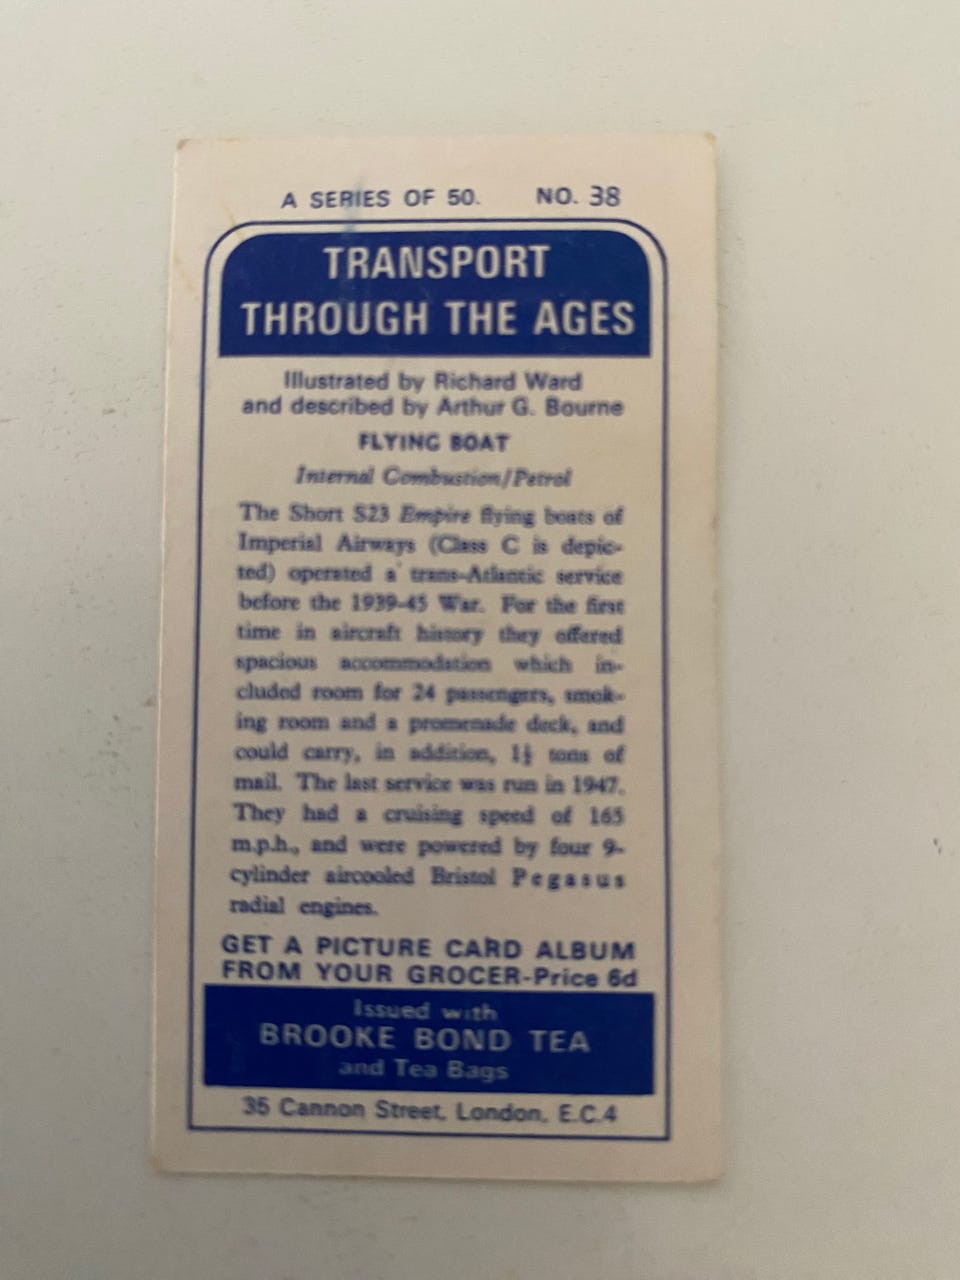 A SERIES OF 50. NO. 38
TRANSPORT
THROUGH THE AGES
Illustrated by Richard Ward
and described by Arthur G. Bourne
FLYING BOAT
Internal Combustion/Petrol
The Short S23 Empire flying boats of
Imperial Airways (Class C is depic-
ted) operated a trans-Atlantic service
before the 1939-45 War. For the first
time in aircraft history they offered
spacious accommodation which in-
cluded room for 24 passengers, smok-
ing room and a promenade deck, and
could carry, in addition, 1½ tons of
mail. The last service was run in 1947.
They had a cruising speed of 165
m.p.h., and were powered by four 9-
cylinder aircooled Bristol Pegasus
radial engines.
GET A PICTURE CARD ALBUM
FROM YOUR GROCER-Price 6d
Issued with
BROOKE BOND TEA
and Tea Bags
35 Cannon Street, London, E.C.4